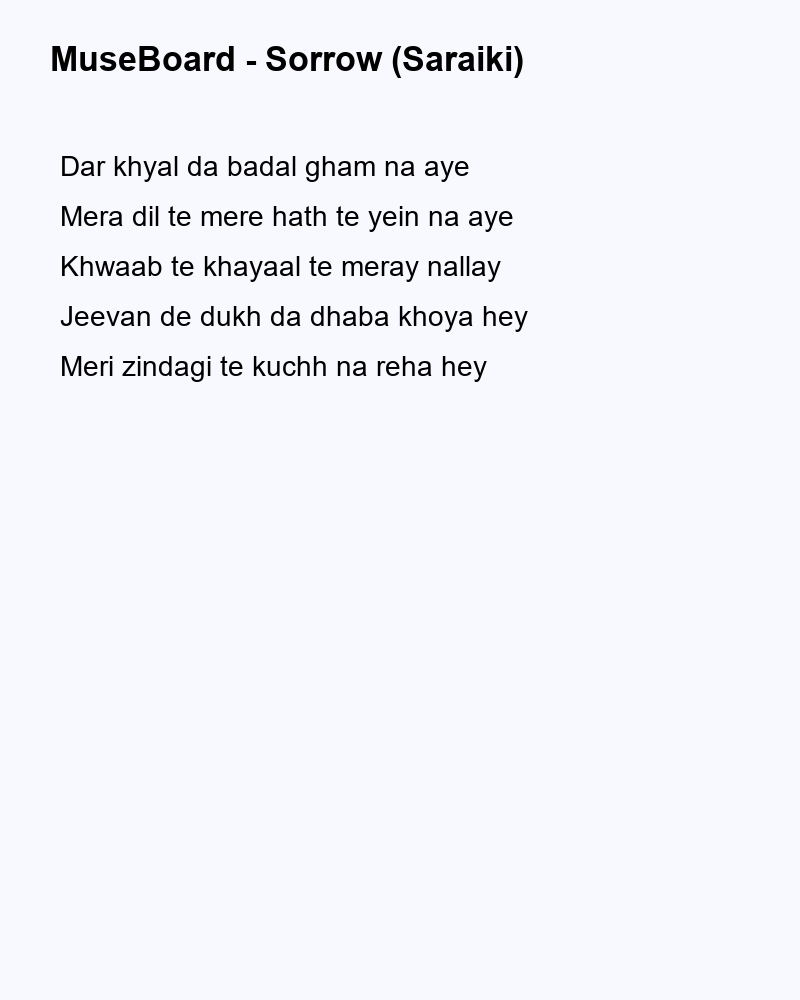 MuseBoard - Sorrow (Saraiki)
Dar khyal da badal gham na aye
Mera dil te mere hath te yein na aye
Khwaab te khayaal te meray nallay
Jeevan de dukh da dhaba khoya hey
Meri zindagi te kuchh na reha hey